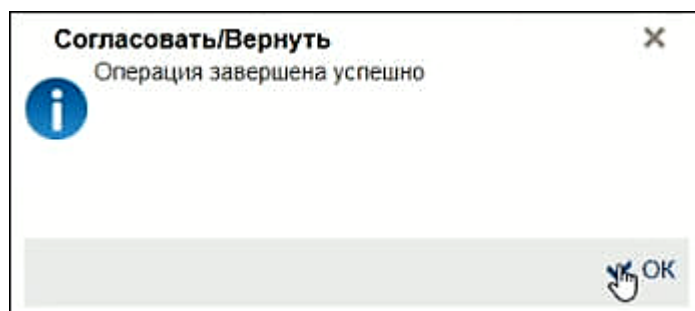 Согласовать/Вернуть
Операция завершена успешно
OK